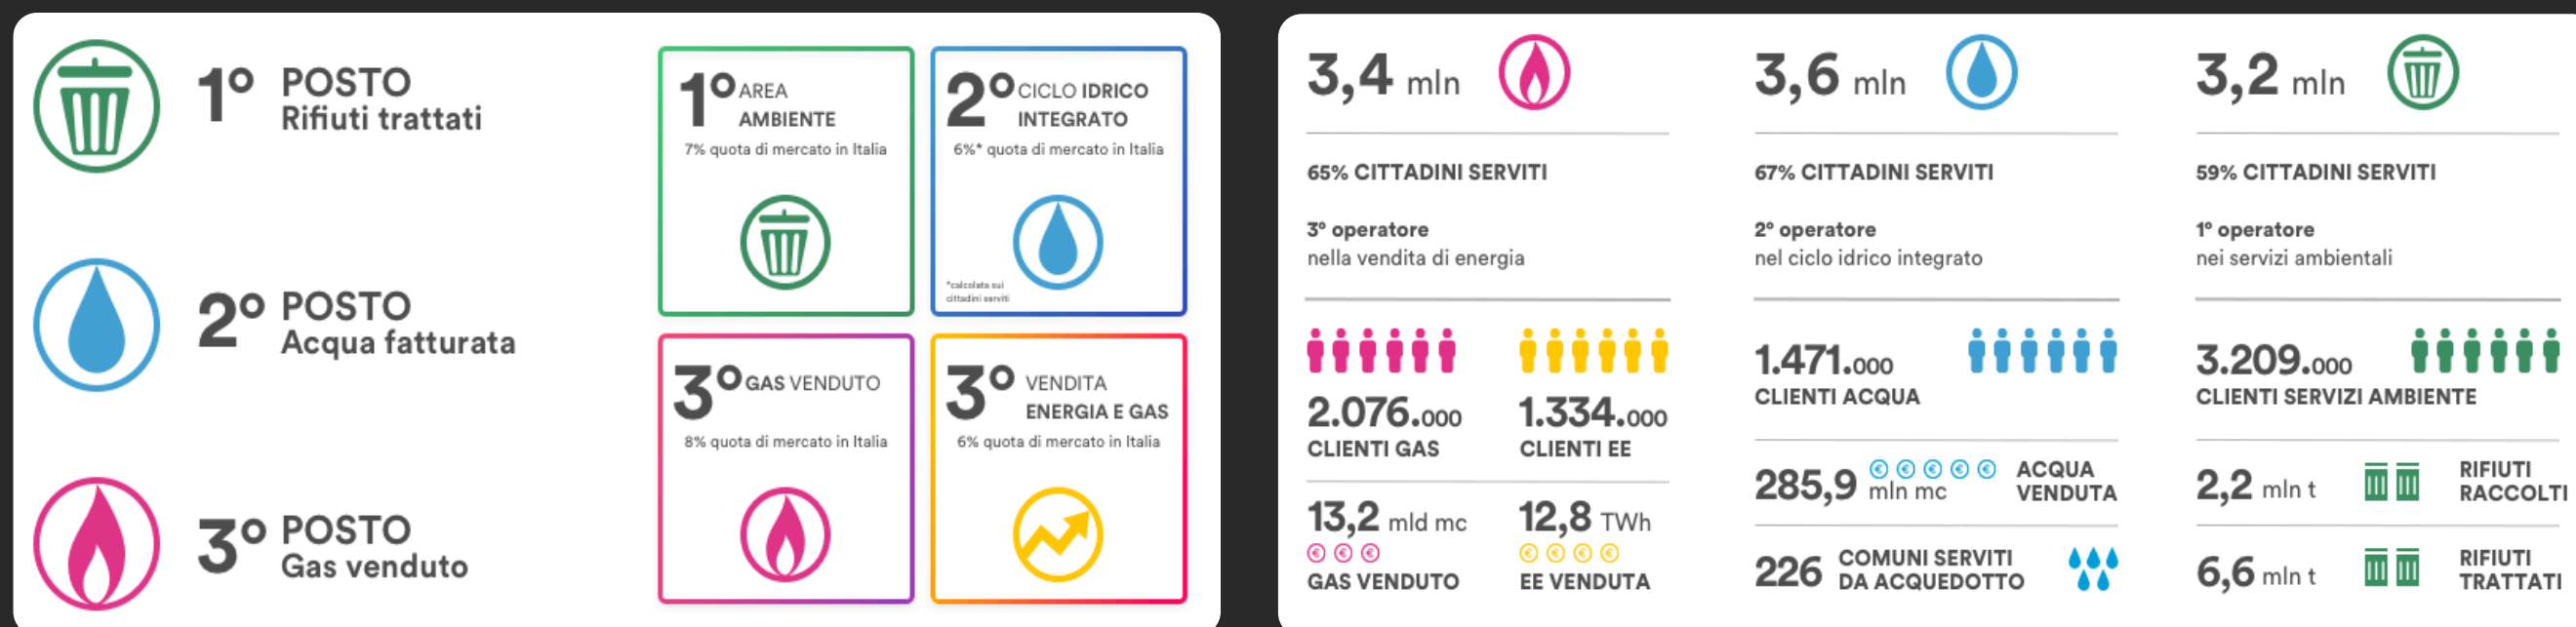 1° POSTO
Rifiuti trattati
2° POSTO
Acqua fatturata
3° POSTO
Gas venduto
1° AREA
AMBIENTE
7% quota di mercato in Italia
2° CICLO IDRICO
INTEGRATO
6%* quota di mercato in Italia
*calcolata sui
cittadini serviti
3° GAS VENDUTO
8% quota di mercato in Italia
3° VENDITA
ENERGIA E GAS
6% quota di mercato in Italia
3,4 mln
65% CITTADINI SERVITI
3° operatore
nella vendita di energia
2.076.000
CLIENTI GAS
1.334.000
CLIENTI EE
13,2 mld mc
€ € €
GAS VENDUTO
12,8 TWh
€ € € €
EE VENDUTA
3,6 mln
67% CITTADINI SERVITI
2° operatore
nel ciclo idrico integrato
1.471.000
CLIENTI ACQUA
285,9 mln mc
€ € € € €
ACQUA
VENDUTA
226 COMUNI SERVITI
DA ACQUEDOTTO
3,2 mln
59% CITTADINI SERVITI
1° operatore
nei servizi ambientali
3.209.000
CLIENTI SERVIZI AMBIENTE
2,2 mln t
RIFIUTI
RACCOLTI
6,6 mln t
RIFIUTI
TRATTATI